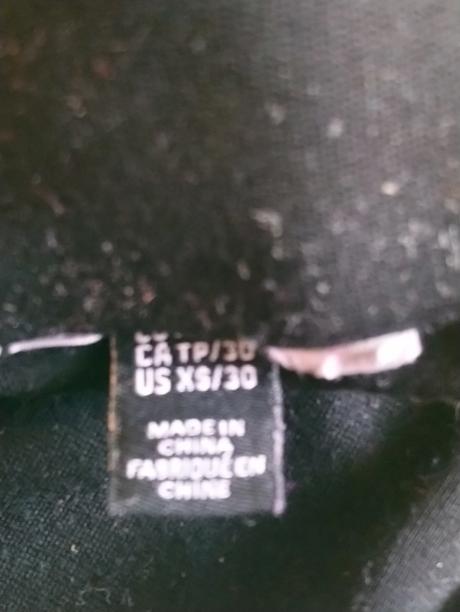 CA TP/30
US XS/30
MADE IN
CHINA
FABRIQUÉ EN
CHINE